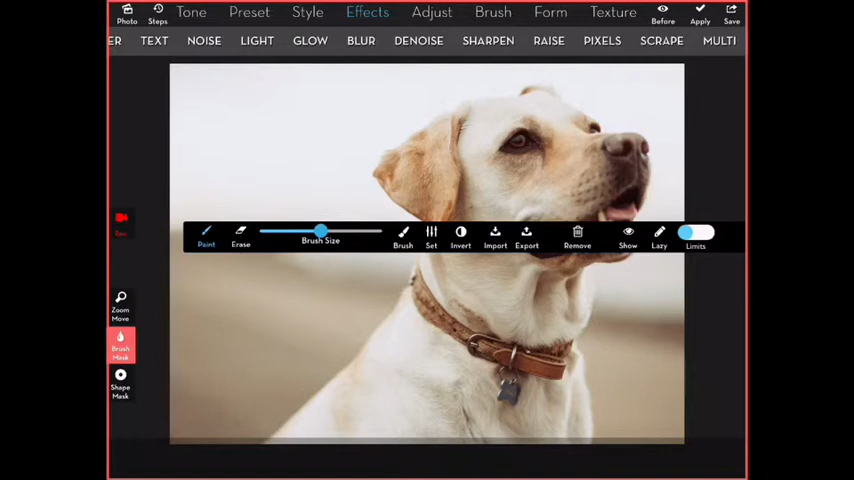 Photo Steps Tone Preset Style Effects Adjust Brush Form Texture Before Apply Save
ER TEXT NOISE LIGHT GLOW BLUR DENOISE SHARPEN RAISE PIXELS SCRAPE MULTI
Rec
Paint Erase Brush Size Brush Set Invert Import Export Remove Show Lazy Limits
Zoom
Move
Brush
Mask
Shape
Mask